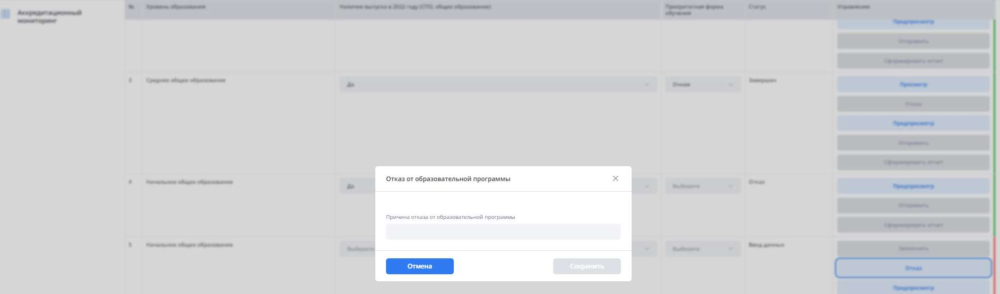 Аккредитационный
мониторинг
№
Уровень образования
Наличие выпуска в 2022 году (СПО, общее образование)
Приоритетная форма
обучения
Статус
Управление
Предпросмотр
Отправить
Сформировать отчет
3
Среднее общее образование
Да
Очная
Завершен
Просмотр
Отказ
Предпросмотр
Отправить
Сформировать отчет
4
Начальное общее образование
Да
Выберите
Отказ
Предпросмотр
Отправить
Сформировать отчет
5
Начальное общее образование
Выберите
Выберите
Ввод данных
Заполнить
Отказ
Предпросмотр
Отказ от образовательной программы
Причина отказа от образовательной программы
Отмена
Сохранить